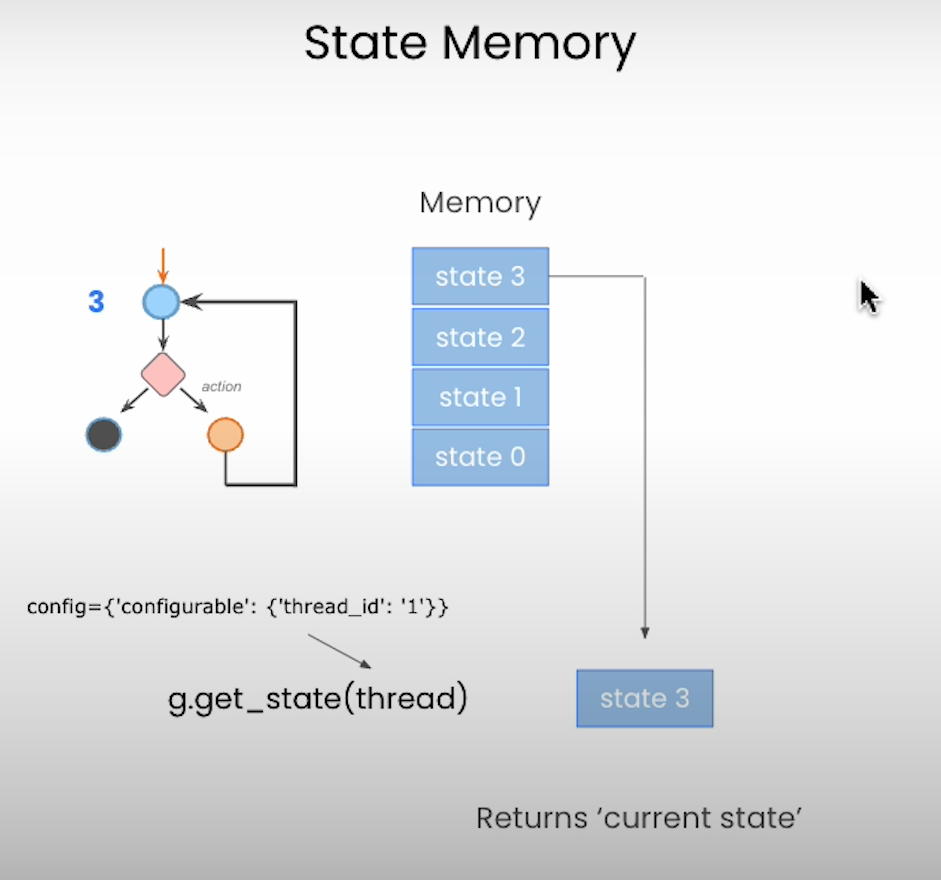 State Memory
Memory
3
action
state 3
state 2
state 1
state 0
config={'configurable': {'thread_id': '1'}}
g.get_state(thread)
state 3
Returns ‘current state’